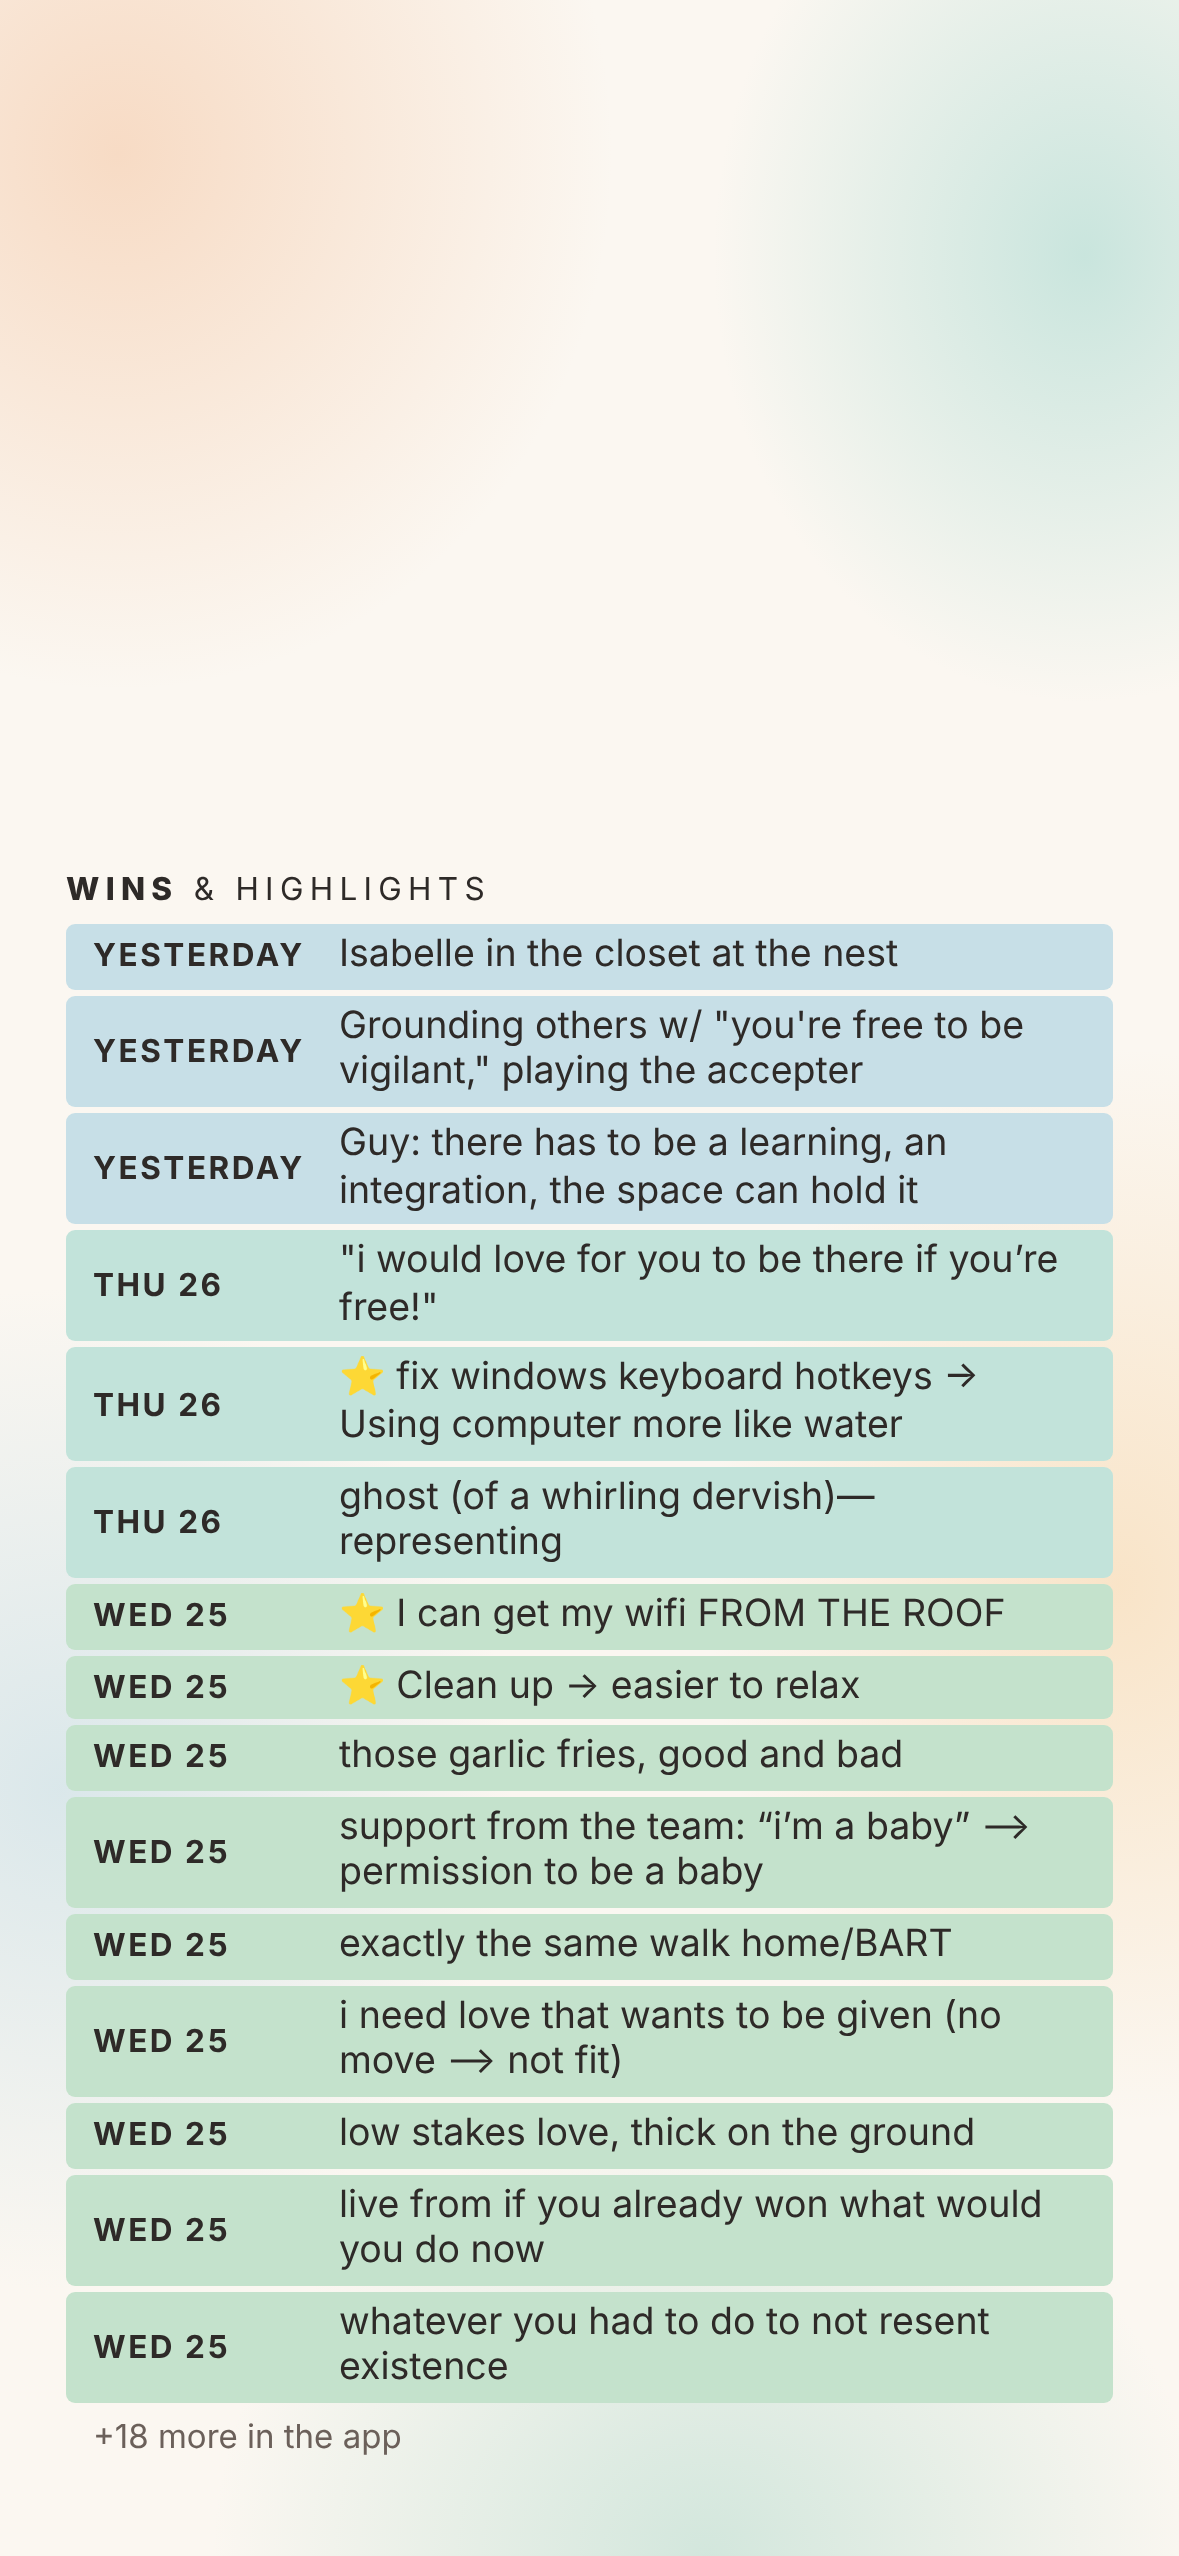 WINS & HIGHLIGHTS
YESTERDAY Isabelle in the closet at the nest
YESTERDAY Grounding others w/ "you're free to be
vigilant," playing the accepter
YESTERDAY Guy: there has to be a learning, an
integration, the space can hold it
THU 26 "i would love for you to be there if you’re
free!"
THU 26 ⭐ fix windows keyboard hotkeys →
Using computer more like water
THU 26 ghost (of a whirling dervish)—
representing
WED 25 ⭐ I can get my wifi FROM THE ROOF
WED 25 ⭐ Clean up → easier to relax
WED 25 those garlic fries, good and bad
WED 25 support from the team: “i’m a baby” ⟶
permission to be a baby
WED 25 exactly the same walk home/BART
WED 25 i need love that wants to be given (no
move ⟶ not fit)
WED 25 low stakes love, thick on the ground
WED 25 live from if you already won what would
you do now
WED 25 whatever you had to do to not resent
existence
+18 more in the app